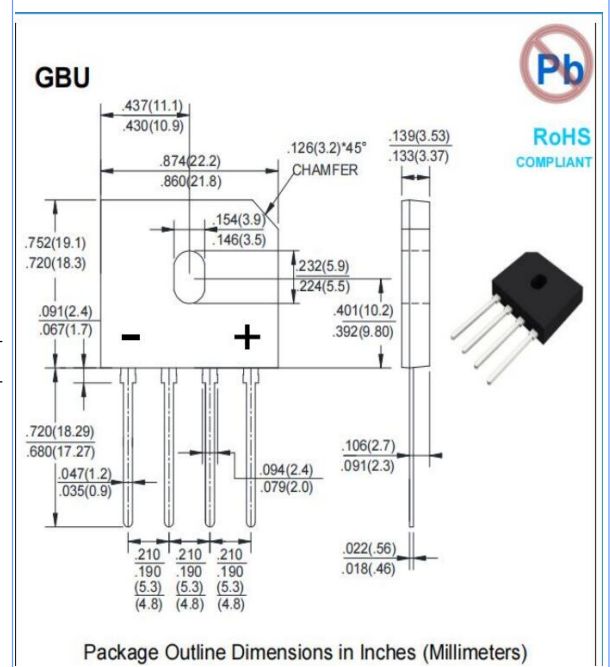 GBU
Pb
RoHS
COMPLIANT
.437(11.1)
.430(10.9)
.874(22.2)
.860(21.8)
.126(3.2)*45°
CHAMFER
.139(3.53)
.133(3.37)
.154(3.9)
.146(3.5)
.752(19.1)
.720(18.3)
.232(5.9)
.224(5.5)
.401(10.2)
.392(9.80)
.091(2.4)
.067(1.7)
- +
.720(18.29)
.680(17.27)
.047(1.2)
.035(0.9)
.094(2.4)
.079(2.0)
.106(2.7)
.091(2.3)
.022(.56)
.018(.46)
.210 .210 .210
.190 .190 .190
(5.3) (5.3) (5.3)
(4.8) (4.8) (4.8)
Package Outline Dimensions in Inches (Millimeters)